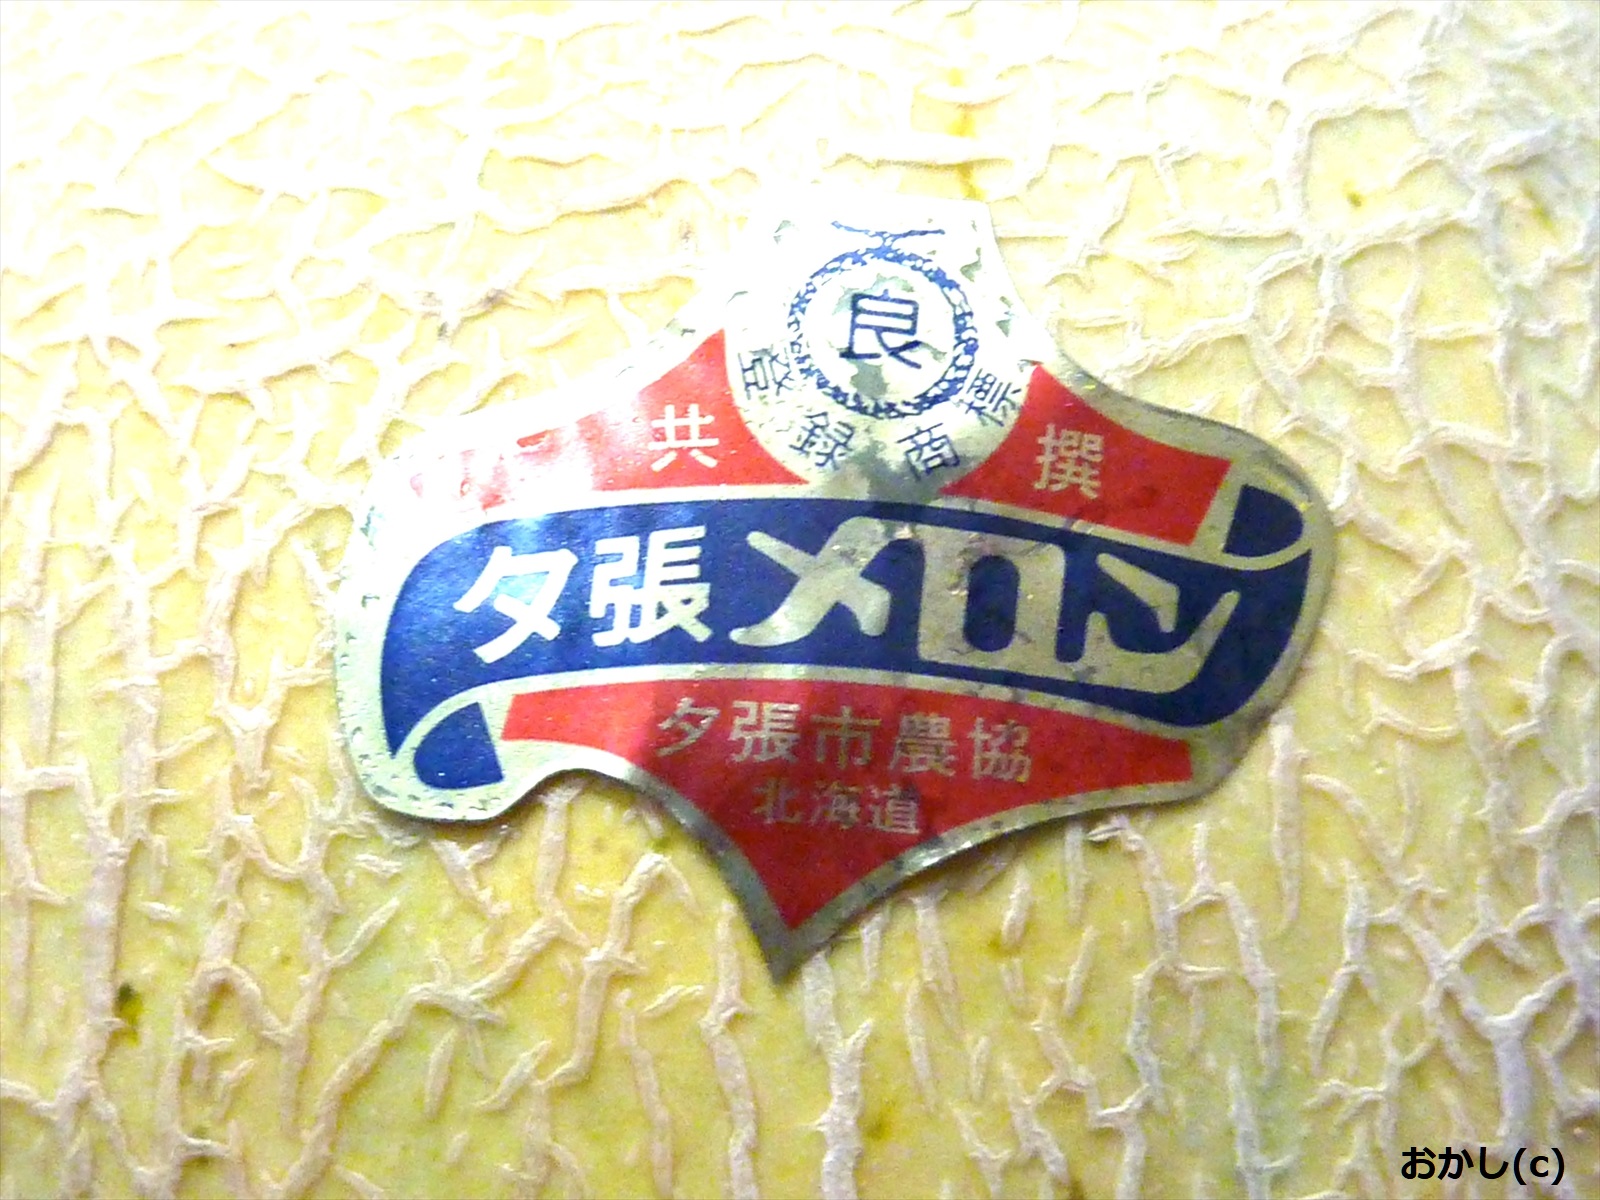 良
登録商標
共撰
夕張メロン
夕張市農協
北海道
おかし(c)